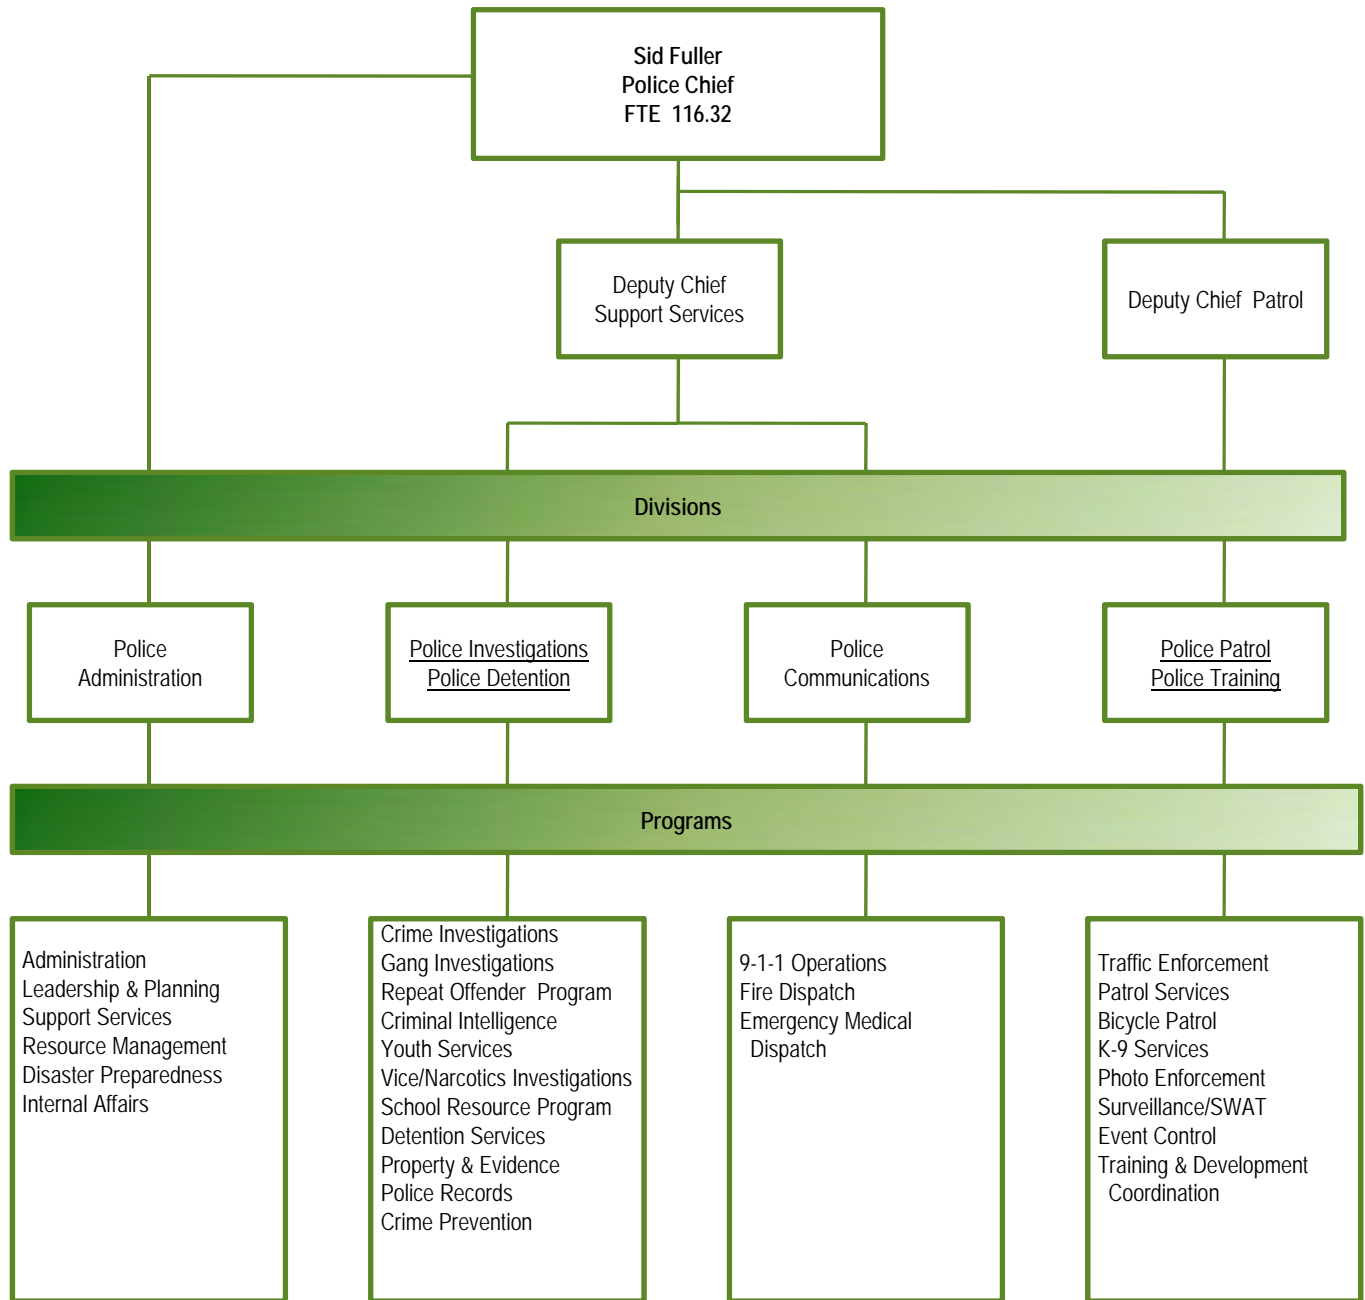 Sid Fuller
Police Chief
FTE 116.32
Deputy Chief
Support Services
Deputy Chief Patrol
Divisions
Police
Administration
Police Investigations
Police Detention
Police
Communications
Police Patrol
Police Training
Programs
Administration
Leadership & Planning
Support Services
Resource Management
Disaster Preparedness
Internal Affairs
Crime Investigations
Gang Investigations
Repeat Offender Program
Criminal Intelligence
Youth Services
Vice/Narcotics Investigations
School Resource Program
Detention Services
Property & Evidence
Police Records
Crime Prevention
9-1-1 Operations
Fire Dispatch
Emergency Medical
Dispatch
Traffic Enforcement
Patrol Services
Bicycle Patrol
K-9 Services
Photo Enforcement
Surveillance/SWAT
Event Control
Training & Development
Coordination